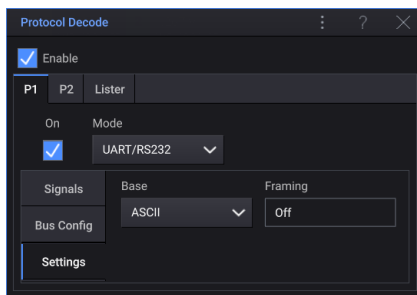 Protocol Decode
Enable
P1 P2 Lister
On Mode
UART/RS232
Signals Base Framing
ASCII Off
Bus Config
Settings